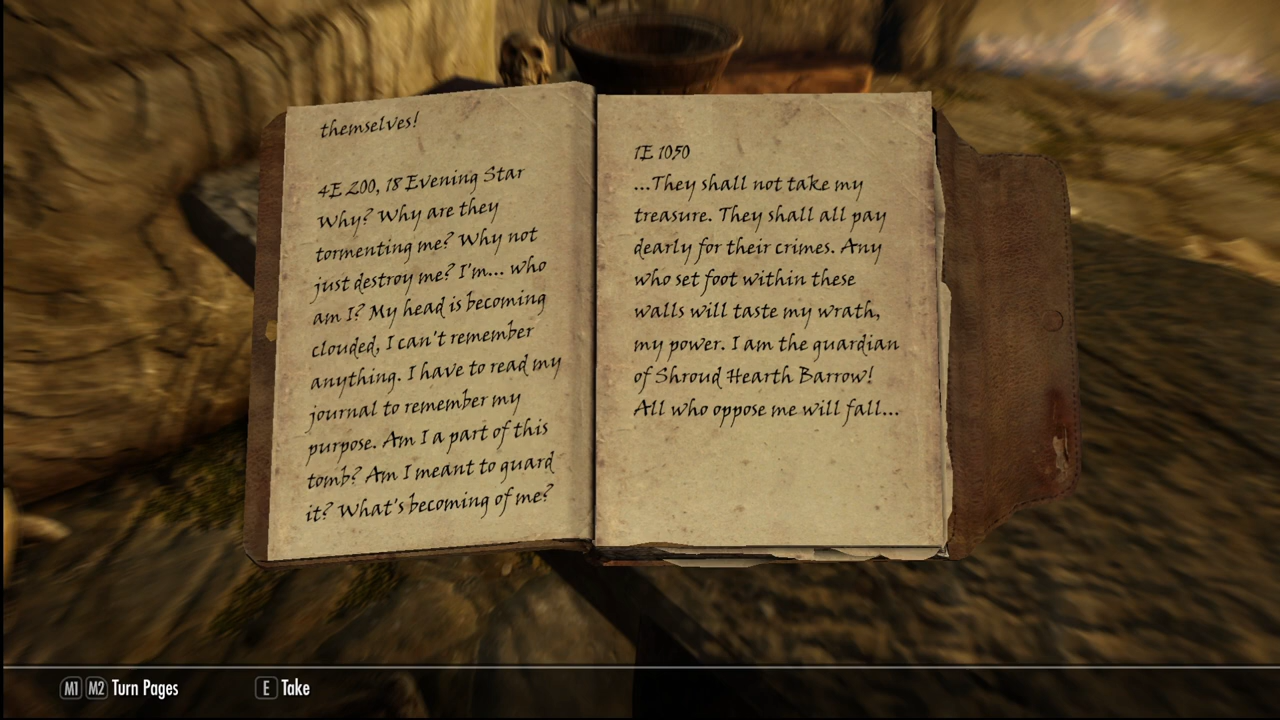 themselves!
4E 200, 18 Evening Star
Why? Why are they
tormenting me? Why not
just destroy me? I'm... who
am I? My head is becoming
clouded, I can't remember
anything. I have to read my
journal to remember my
purpose. Am I a part of this
tomb? Am I meant to guard
it? What's becoming of me?
1E 1050
...They shall not take my
treasure. They shall all pay
dearly for their crimes. Any
who set foot within these
walls will taste my wrath,
my power. I am the guardian
of Shroud Hearth Barrow!
All who oppose me will fall...
M1 M2 Turn Pages
E Take